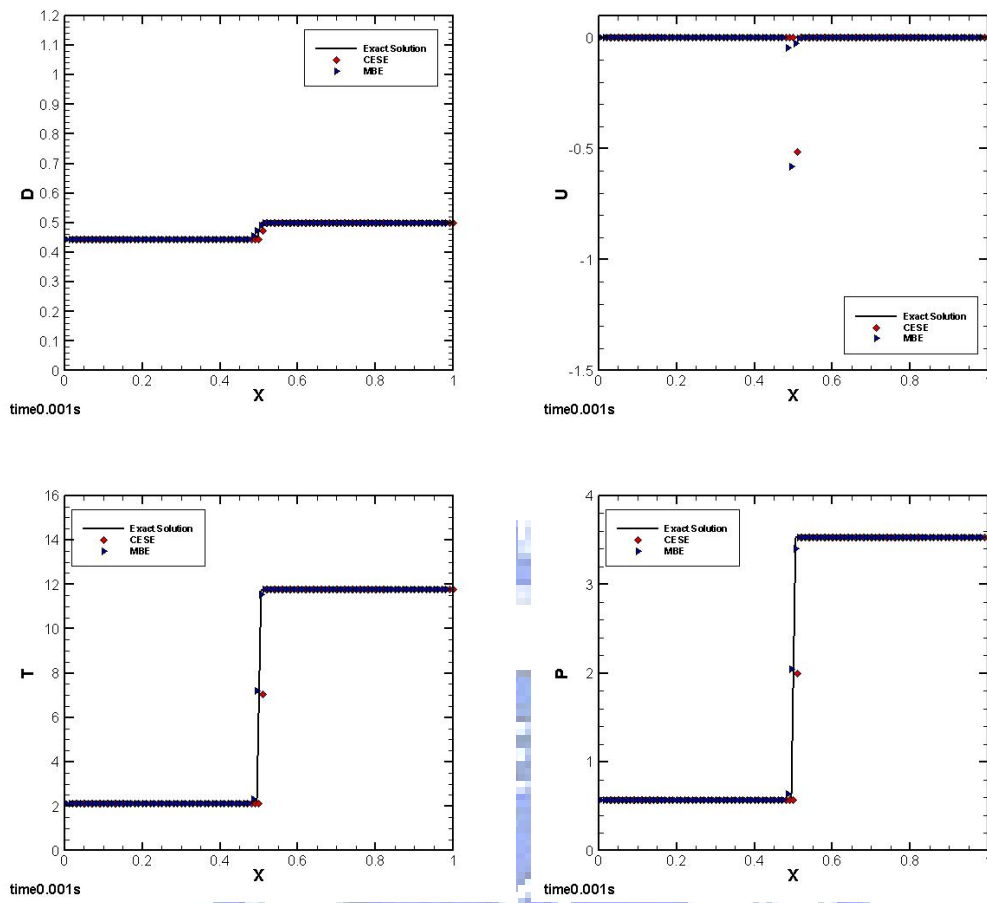 1.2
1.1
1
0.9
0.8
0.7
0.6
0.5
0.4
0.3
0.2
0.1
0
D
Exact Solution
CESE
MBE
0 0.2 0.4 0.6 0.8 1
X
time0.001s
0
-0.5
-1
-1.5
U
Exact Solution
CESE
MBE
0 0.2 0.4 0.6 0.8 1
X
time0.001s
16
14
12
10
8
6
4
2
0
T
Exact Solution
CESE
MBE
0 0.2 0.4 0.6 0.8 1
X
time0.001s
4
3
2
1
0
P
Exact Solution
CESE
MBE
0 0.2 0.4 0.6 0.8 1
X
time0.001s